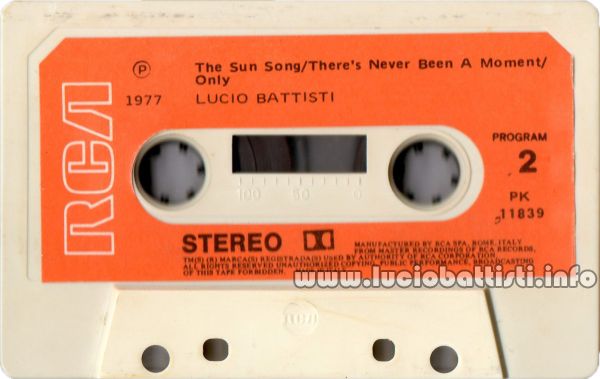 RCA
The Sun Song/There's Never Been A Moment/
Only
Ⓟ
1977
LUCIO BATTISTI
PROGRAM
2
PK
11839
100 50 0
STEREO
MANUFACTURED BY RCA SPA, ROME, ITALY
FROM MASTER RECORDINGS OF RCA RECORDS,
TM(S) (R) MARCA(S) REGISTRADA(S) USED BY AUTHORITY OF RCA CORPORATION
ALL RIGHTS RESERVED UNAUTHORIZED COPYING, PUBLIC PERFORMANCE, BROADCASTING
OF THIS TAPE FORBIDDEN.
www.luciobattisti.info
RCA